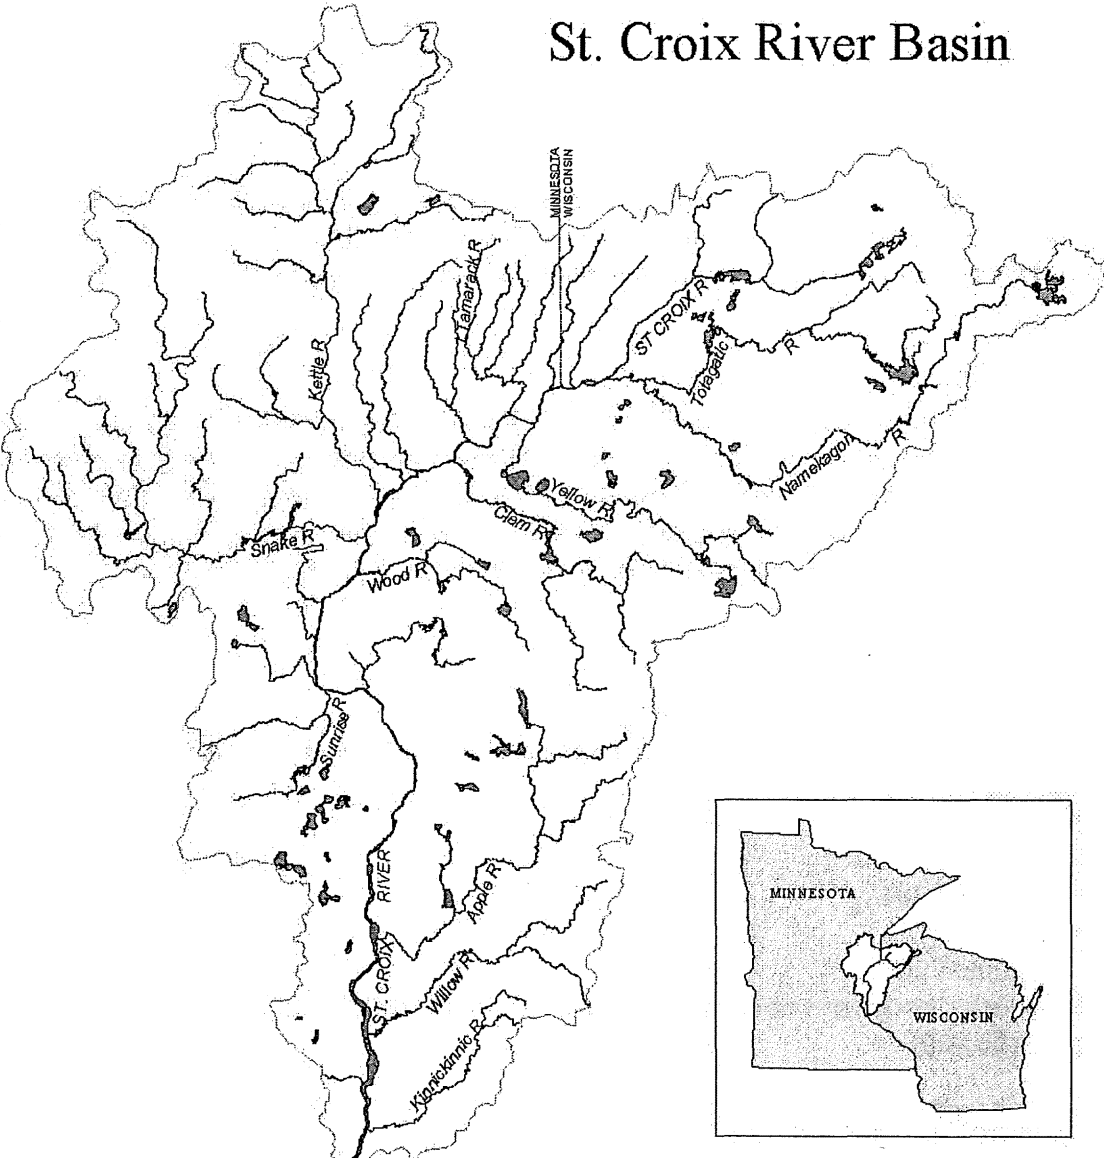 St. Croix River Basin
MINNESOTA
WISCONSIN
Tamarack R
ST CROIX R
Kettle R
Totagatic R
Namekagon R
Yellow R
Clam R
Snake R
Wood R
Sunrise R
ST. CROIX RIVER
Apple R
Willow R
Kinnickinnic R
MINNESOTA
WISCONSIN